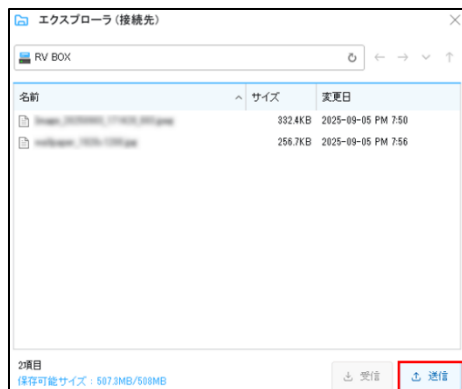 エクスプローラ(接続先)
RV BOX
名前 サイズ 変更日
332.4KB 2025-09-05 PM 7:50
256.7KB 2025-09-05 PM 7:56
2項目
保存可能サイズ:507.3MB/508MB
受信 送信